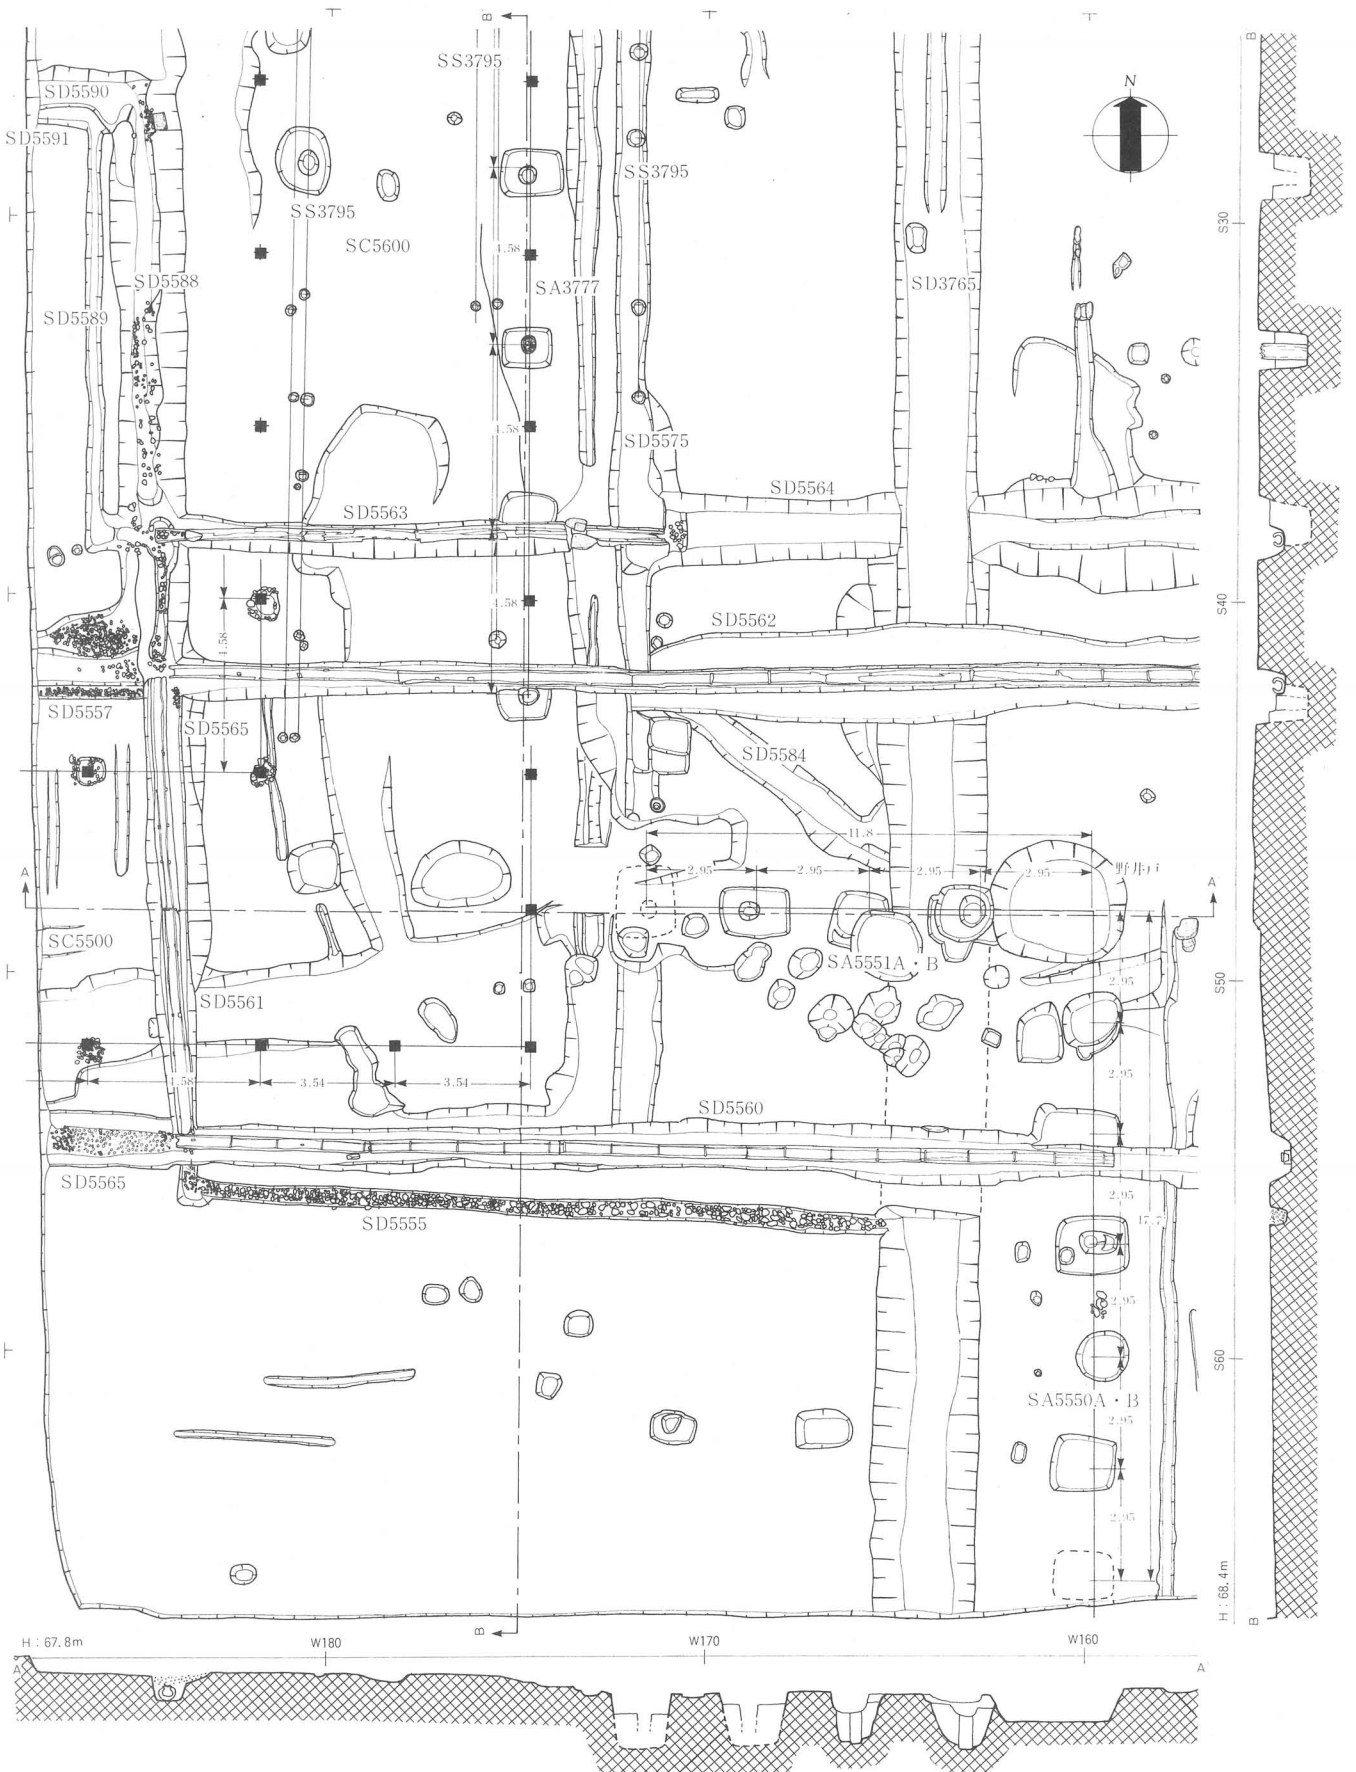 B
SS3795
N
SD5590
SD5591
SS3795
SS3795
SC5600
4.58
SA3777
SD3765
SD5588
SD5589
S30
B
4.58
SD5575
SD5564
SD5563
4.58
4.58
SD5562
S40
SD5557
SD5565
SD5584
11.8
2.95
2.95
2.95
2.95
野井戸
A
A
SC5500
SA5551A・B
2.95
S50
SD5561
4.58
3.54
3.54
2.95
SD5560
SD5565
2.95
17.7
SD5555
2.95
S60
SA5550A・B
2.95
2.95
H:68.4m
B
B
H:67.8m
W180
W170
W160
A
A